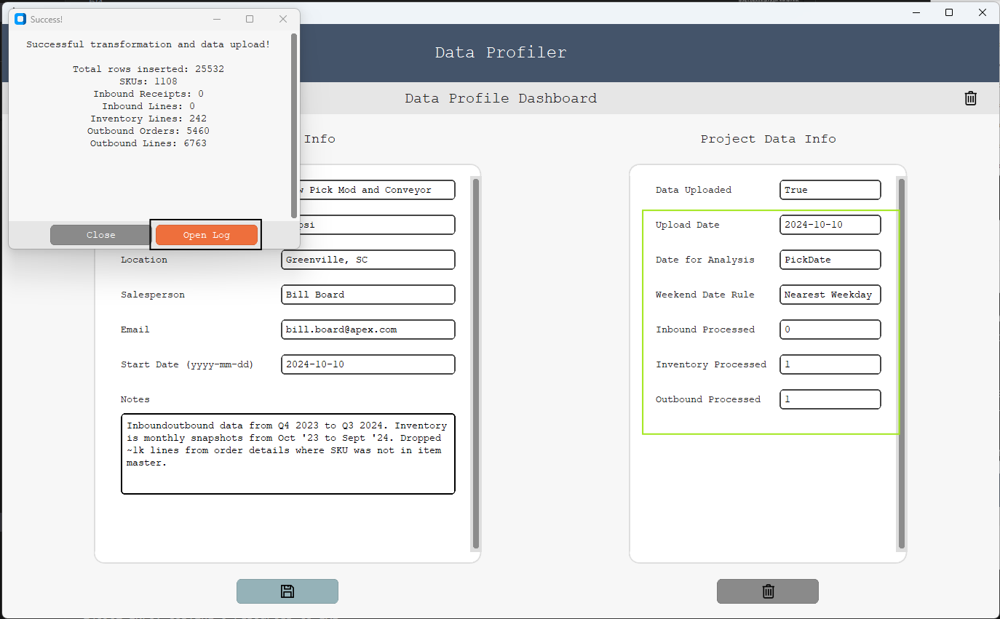 Success!
Successful transformation and data upload!
Total rows inserted: 25532
SKUs: 1108
Inbound Receipts: 0
Inbound Lines: 0
Inventory Lines: 242
Outbound Orders: 5460
Outbound Lines: 6763
Close
Open Log
Data Profiler
Data Profile Dashboard
Info
Pick Mod and Conveyor
Location
Greenville, SC
Salesperson
Bill Board
Email
bill.board@apex.com
Start Date (yyyy-mm-dd)
2024-10-10
Notes
Inboundoutbound data from Q4 2023 to Q3 2024. Inventory
is monthly snapshots from Oct '23 to Sept '24. Dropped
~1k lines from order details where SKU was not in item
master.
Project Data Info
Data Uploaded
True
Upload Date
2024-10-10
Date for Analysis
PickDate
Weekend Date Rule
Nearest Weekday
Inbound Processed
0
Inventory Processed
1
Outbound Processed
1